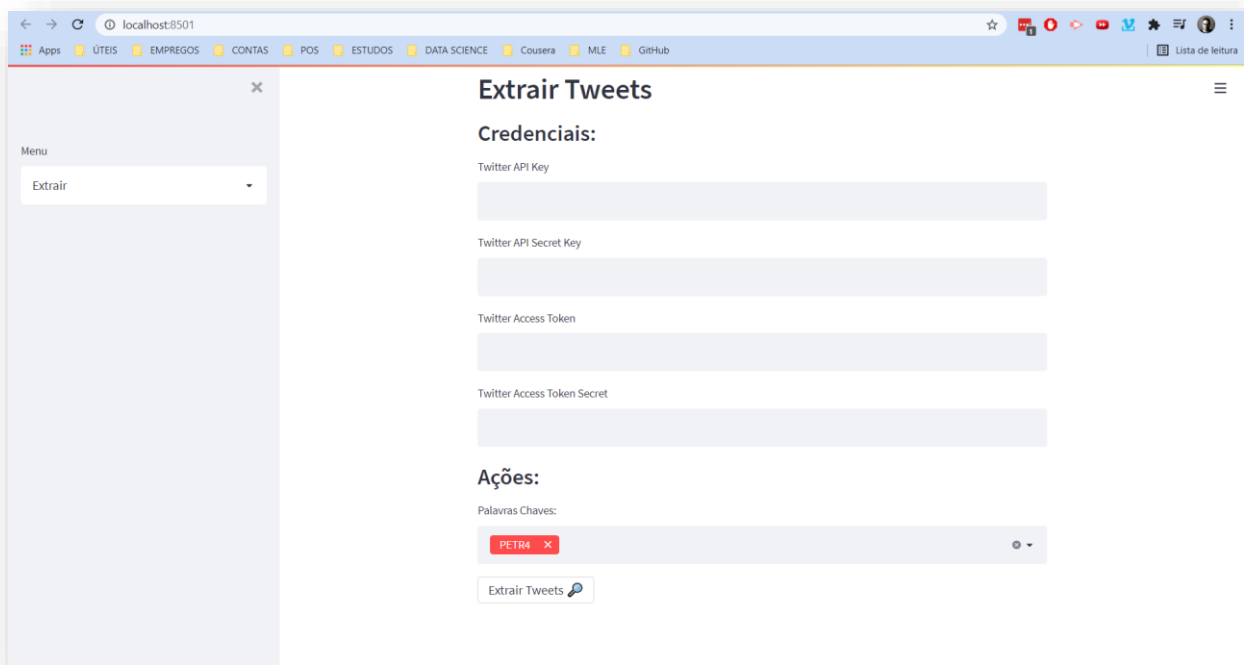 localhost:8501
1
Apps ÚTEIS EMPREGOS CONTAS POS ESTUDOS DATA SCIENCE Cousera MLE GitHub Lista de leitura
Extrair Tweets
Credenciais:
Menu
Twitter API Key
Extrair
Twitter API Secret Key
Twitter Access Token
Twitter Access Token Secret
Ações:
Palavras Chaves:
PETR4
Extrair Tweets